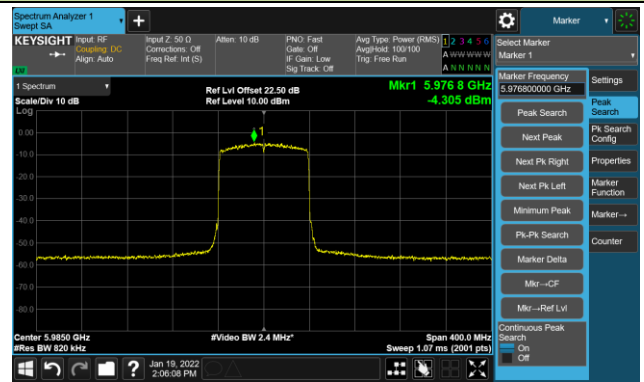 Spectrum Analyzer 1
Swept SA
Marker
KEYSIGHT
Input: RF
Coupling: DC
Align: Auto
Input Z: 50 Ω
Corrections: Off
Freq Ref: Int (S)
Atten: 10 dB
PNO: Fast
Gate: Off
IF Gain: Low
Sig Track: Off
Avg Type: Power (RMS)
Avg|Hold: 100/100
Trig: Free Run
1 2 3 4 5 6
A W W W W W
A N N N N N
Select Marker
Marker 1
1 Spectrum
Scale/Div 10 dB
Log
Ref Lvl Offset 22.50 dB
Ref Level 10.00 dBm
Mkr1 5.976 8 GHz
-4.305 dBm
Marker Frequency
5.976800000 GHz
Peak Search
Next Peak
Next Pk Right
Next Pk Left
Minimum Peak
Pk-Pk Search
Marker Delta
Mkr→CF
Mkr→Ref Lvl
Continuous Peak
Search
On
Off
Settings
Peak
Search
Pk Search
Config
Properties
Marker
Function
Marker→
Counter
1
0.00
-10.0
-20.0
-30.0
-40.0
-50.0
-60.0
-70.0
-80.0
Center 5.9850 GHz
#Res BW 820 kHz
#Video BW 2.4 MHz*
Span 400.0 MHz
Sweep 1.07 ms (2001 pts)
Jan 19, 2022
2:06:08 PM